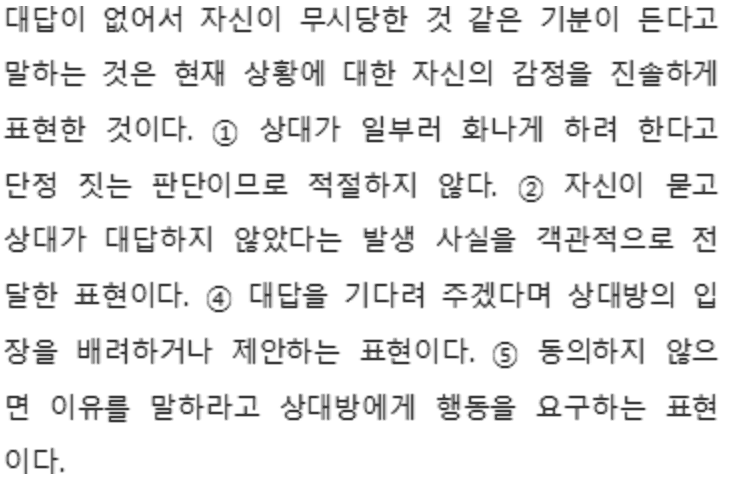 대답이 없어서 자신이 무시당한 것 같은 기분이 든다고
말하는 것은 현재 상황에 대한 자신의 감정을 진솔하게
표현한 것이다. ① 상대가 일부러 화나게 하려 한다고
단정 짓는 판단이므로 적절하지 않다. ② 자신이 묻고
상대가 대답하지 않았다는 발생 사실을 객관적으로 전
달한 표현이다. ④ 대답을 기다려 주겠다며 상대방의 입
장을 배려하거나 제안하는 표현이다. ⑤ 동의하지 않으
면 이유를 말하라고 상대방에게 행동을 요구하는 표현
이다.